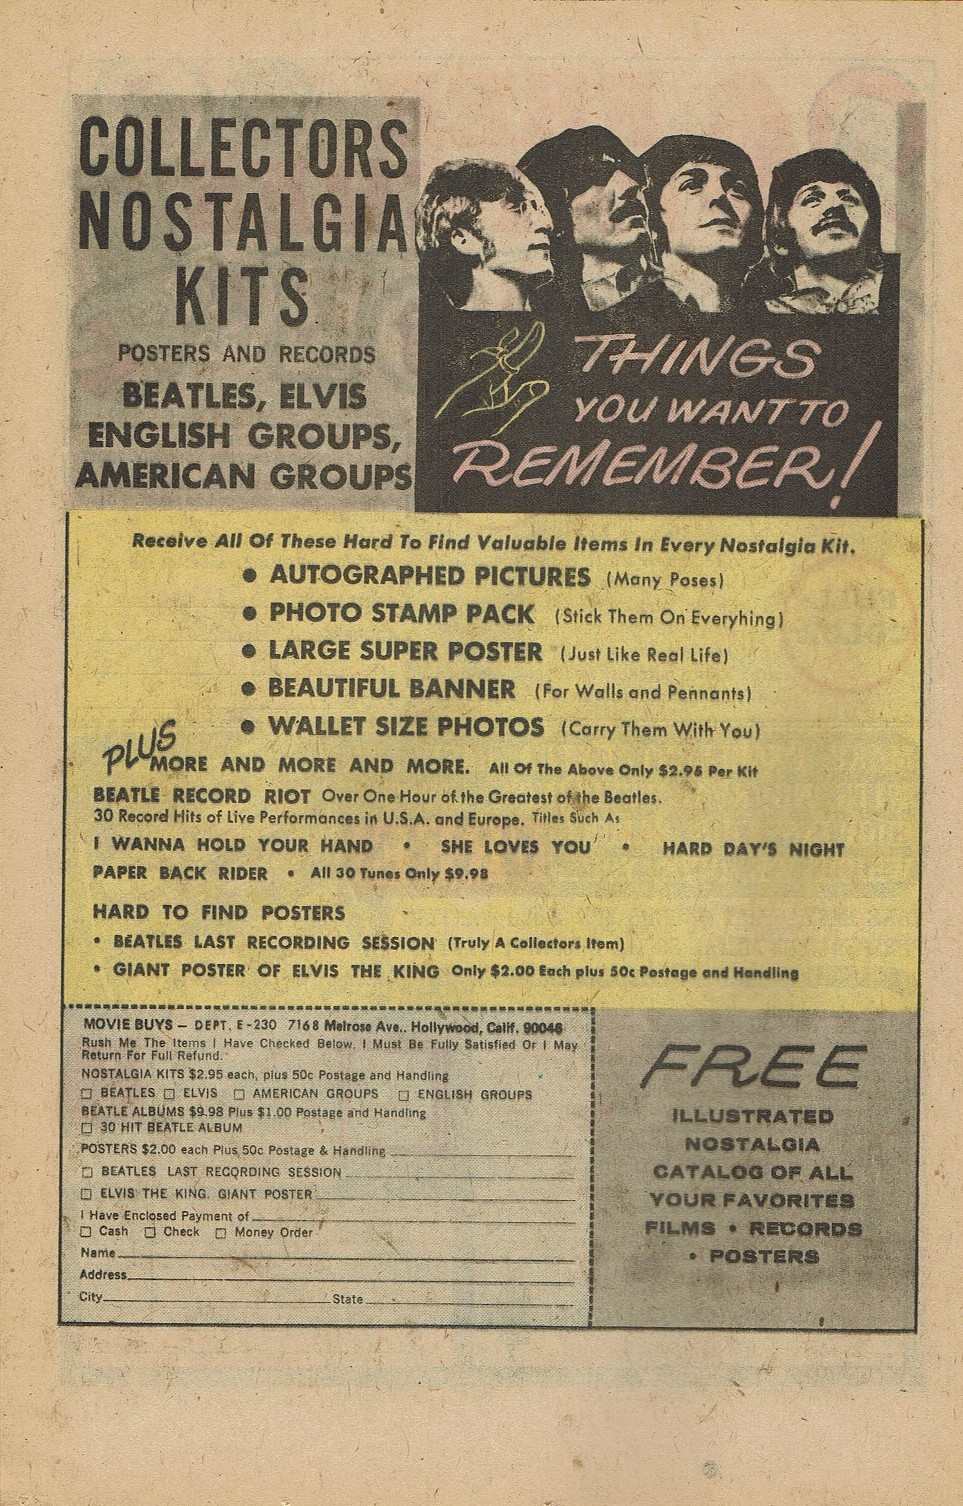 COLLECTORS
NOSTALGIA
KITS
POSTERS AND RECORDS
BEATLES, ELVIS
ENGLISH GROUPS,
AMERICAN GROUPS
THINGS
YOU WANT TO
REMEMBER!
Receive All Of These Hard To Find Valuable Items In Every Nostalgia Kit.
• AUTOGRAPHED PICTURES (Many Poses)
• PHOTO STAMP PACK (Stick Them On Everyhing)
• LARGE SUPER POSTER (Just Like Real Life)
• BEAUTIFUL BANNER (For Walls and Pennants)
• WALLET SIZE PHOTOS (Carry Them With You)
PLUS
MORE AND MORE AND MORE. All Of The Above Only $2.95 Per Kit
BEATLE RECORD RIOT Over One Hour of the Greatest of the Beatles.
30 Record Hits of Live Performances in U.S.A. and Europe. Titles Such As
I WANNA HOLD YOUR HAND • SHE LOVES YOU • HARD DAY'S NIGHT
PAPER BACK RIDER • All 30 Tunes Only $9.98
HARD TO FIND POSTERS
• BEATLES LAST RECORDING SESSION (Truly A Collectors Item)
• GIANT POSTER OF ELVIS THE KING Only $2.00 Each plus 50c Postage and Handling
MOVIE BUYS — DEPT. E-230 7168 Melrose Ave., Hollywood, Calif. 90046
Rush Me The Items I Have Checked Below. I Must Be Fully Satisfied Or I May
Return For Full Refund.
NOSTALGIA KITS $2.95 each, plus 50c Postage and Handling
☐ BEATLES ☐ ELVIS ☐ AMERICAN GROUPS ☐ ENGLISH GROUPS
BEATLE ALBUMS $9.98 Plus $1.00 Postage and Handling
☐ 30 HIT BEATLE ALBUM
POSTERS $2.00 each Plus 50c Postage & Handling
☐ BEATLES LAST RECORDING SESSION
☐ ELVIS THE KING. GIANT POSTER
I Have Enclosed Payment of
☐ Cash ☐ Check ☐ Money Order
Name
Address
City State
FREE
ILLUSTRATED
NOSTALGIA
CATALOG OF ALL
YOUR FAVORITES
FILMS • RECORDS
• POSTERS